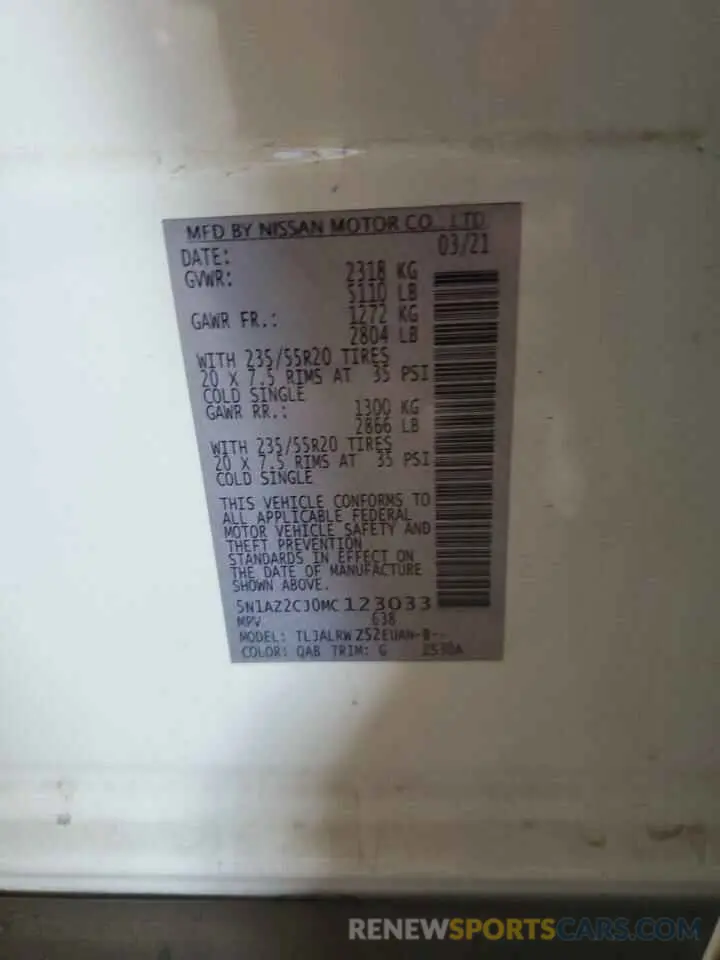 MFD BY NISSAN MOTOR CO., LTD
DATE: 03/21
GVWR: 2318 KG
5110 LB
GAWR FR.: 1272 KG
2804 LB
WITH 235/55R20 TIRES
20 X 7.5 RIMS AT 35 PSI
COLD SINGLE
GAWR RR.: 1300 KG
2866 LB
WITH 235/55R20 TIRES
20 X 7.5 RIMS AT 35 PSI
COLD SINGLE
THIS VEHICLE CONFORMS TO
ALL APPLICABLE FEDERAL
MOTOR VEHICLE SAFETY AND
THEFT PREVENTION
STANDARDS IN EFFECT ON
THE DATE OF MANUFACTURE
SHOWN ABOVE.
5N1AZ2CJ0MC123033
MPV 638
MODEL: TLJALRW Z52EUAN-
COLOR: QAB TRIM: G
RENEWSPORTSCARS.COM